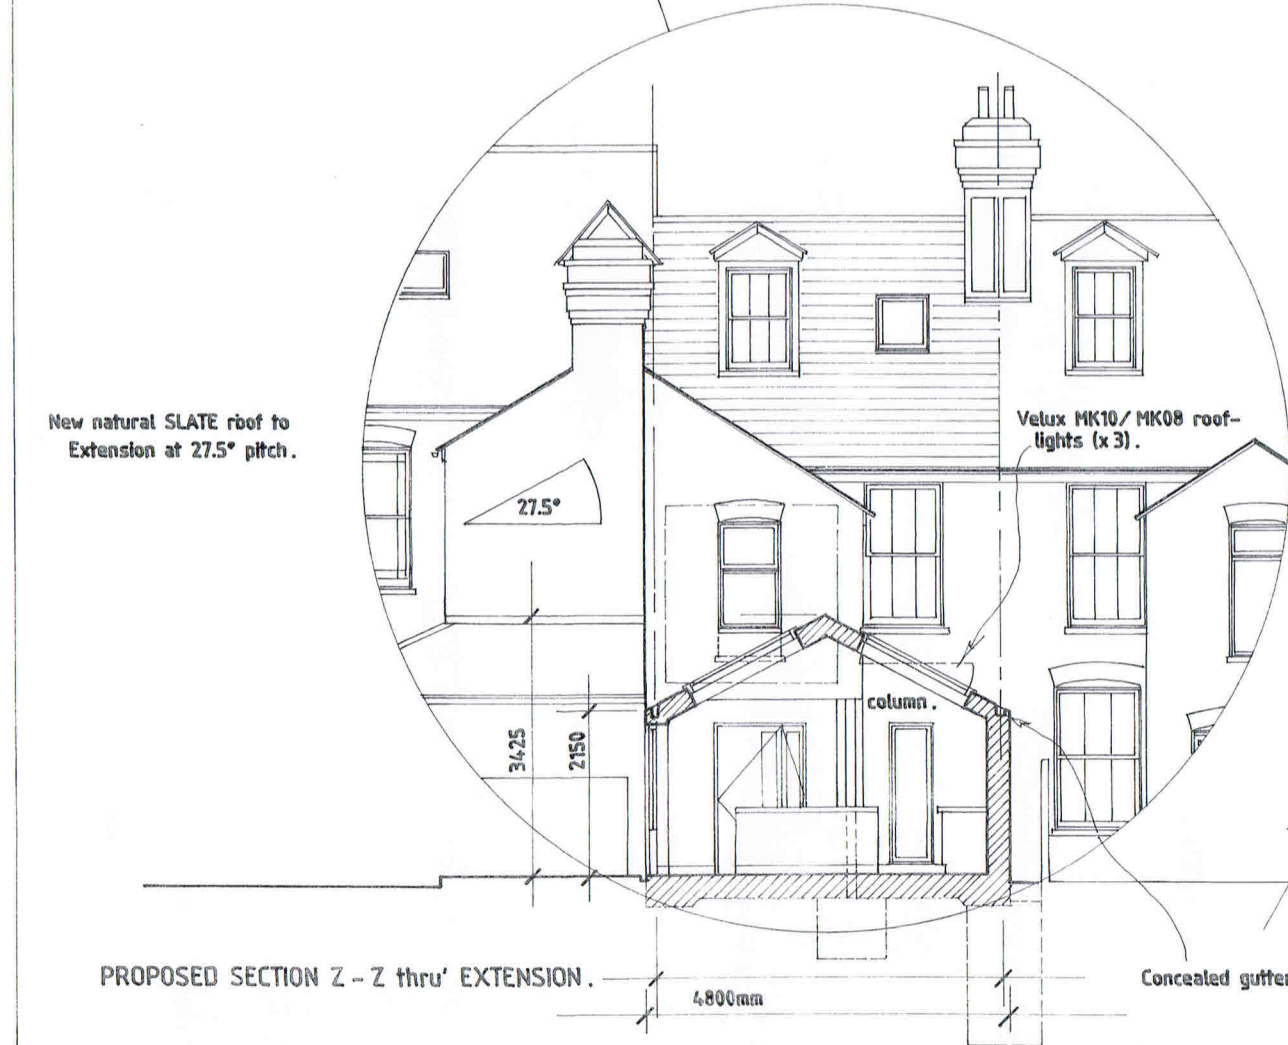 New natural SLATE roof to
Extension at 27.5° pitch.
27.5°
Velux MK10/ MK08 roof-
lights (x 3).
column.
3425
2150
PROPOSED SECTION Z - Z thru' EXTENSION.
4800mm
Concealed gutter